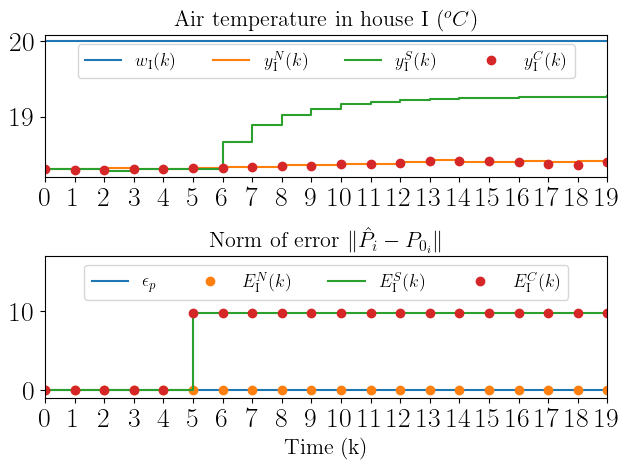 Air temperature in house I (°C)
w_I(k) y_I^N(k) y_I^S(k) y_I^C(k)
20
19
0 1 2 3 4 5 6 7 8 9 10 11 12 13 14 15 16 17 18 19
Norm of error ‖P̂_i − P_{0_i}‖
ϵ_p E_I^N(k) E_I^S(k) E_I^C(k)
10
0
0 1 2 3 4 5 6 7 8 9 10 11 12 13 14 15 16 17 18 19
Time (k)